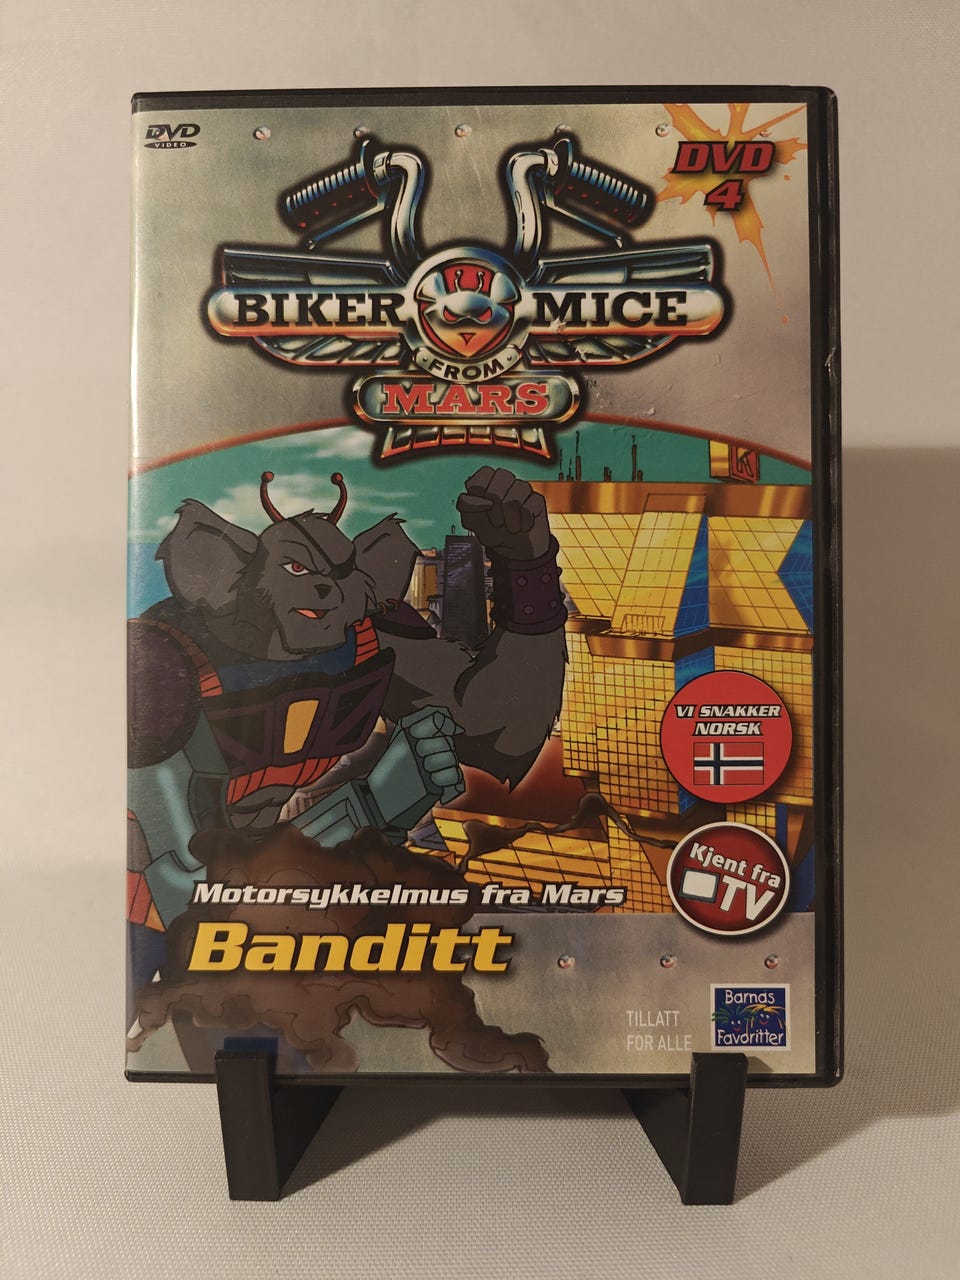 DVD
VIDEO
DVD
4
BIKER MICE
FROM
MARS
K
VI SNAKKER
NORSK
Kjent fra
TV
Motorsykkelmus fra Mars
Banditt
TILLATT
FOR ALLE
Barnas
Favoritter